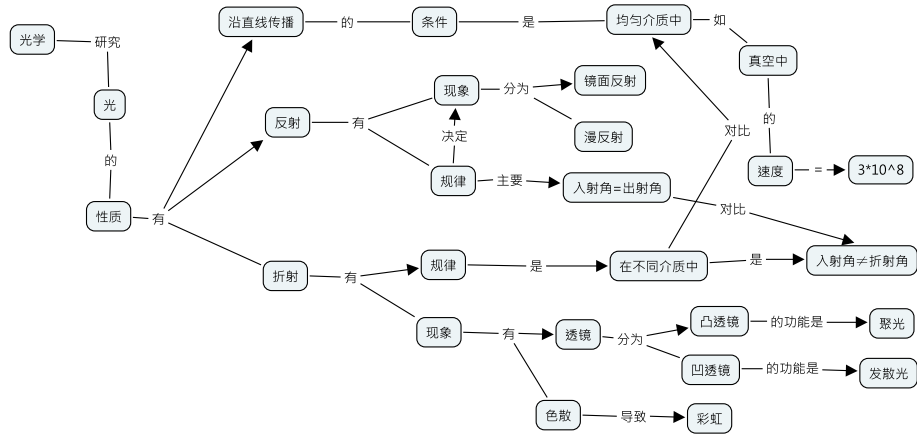 光学
研究
光
的
性质
有
沿直线传播
的
条件
是
均匀介质中
如
真空中
的
速度
=
3*10^8
反射
有
现象
分为
镜面反射
漫反射
决定
规律
主要
入射角=出射角
对比
对比
折射
有
规律
是
在不同介质中
是
入射角≠折射角
现象
有
透镜
分为
凸透镜
的功能是
聚光
凹透镜
的功能是
发散光
色散
导致
彩虹